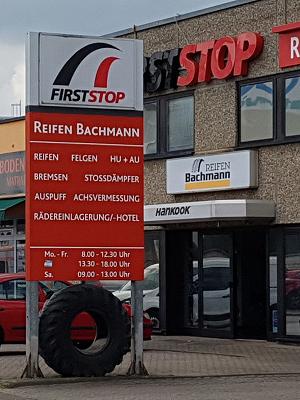 FIRSTSTOP
REIFEN BACHMANN
REIFEN FELGEN HU + AU
BREMSEN STOSSDÄMPFER
AUSPUFF ACHSVERMESSUNG
RÄDEREINLAGERUNG/-HOTEL
Mo. - Fr. 8.00 - 12.30 Uhr
13.30 - 18.00 Uhr
Sa. 09.00 - 13.00 Uhr
STOP
R
REIFEN
Bachmann
HANKOOK
BODEN